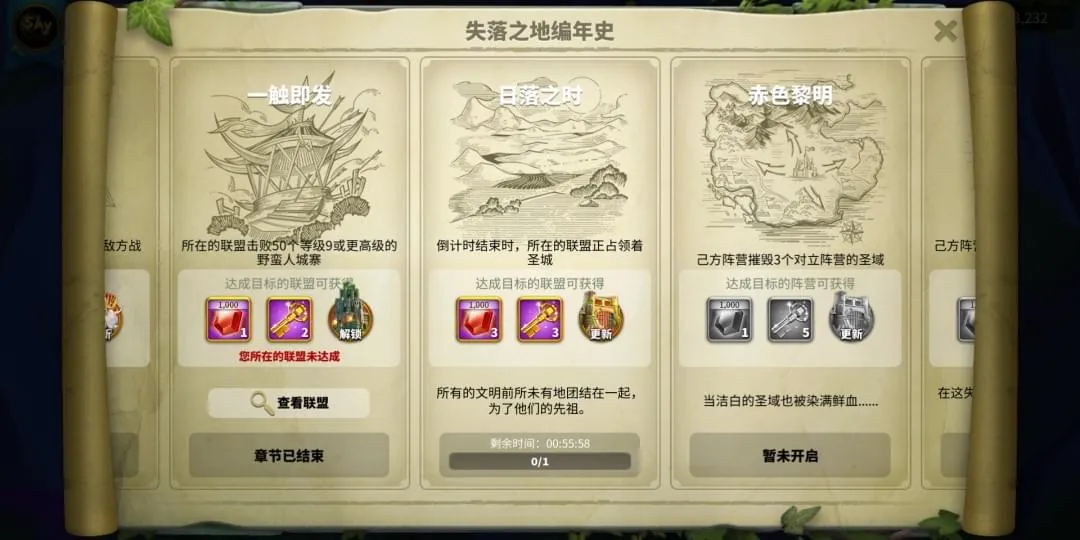 Sky
3,232
失落之地编年史
敌方战
一触即发
所在的联盟击败50个等级9或更高级的
野蛮人城寨
达成目标的联盟可获得
1,000
1
2
解锁
您所在的联盟未达成
查看联盟
章节已结束
日落之时
倒计时结束时，所在的联盟正占领着
圣城
达成目标的联盟可获得
1,000
3
3
更新
所有的文明前所未有地团结在一起，
为了他们的先祖。
剩余时间：00:55:58
0/1
赤色黎明
己方阵营摧毁3个对立阵营的圣域
达成目标的阵营可获得
1,000
1
5
更新
当洁白的圣域也被染满鲜血......
暂未开启
己方阵
在这失